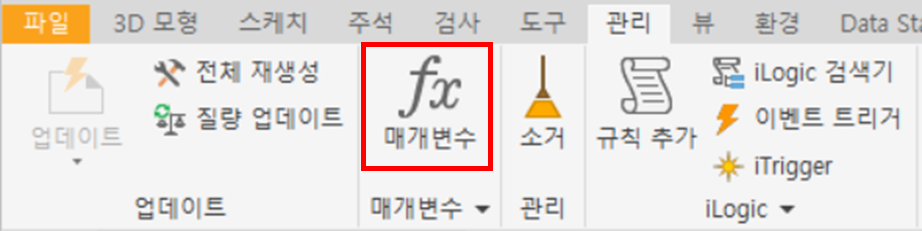 파일 3D 모형 스케치 주석 검사 도구 관리 뷰 환경 Data Sta
업데이트
전체 재생성
질량 업데이트
업데이트
fx
매개변수
매개변수
소거
관리
규칙 추가
iLogic 검색기
이벤트 트리거
iTrigger
iLogic